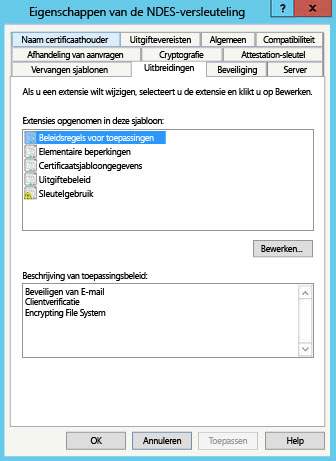 Eigenschappen van de NDES-versleuteling
?
Naam certificaathouder
Uitgiftevereisten
Algemeen
Compatibiliteit
Afhandeling van aanvragen
Cryptografie
Attestation-sleutel
Vervangen sjablonen
Uitbreidingen
Beveiliging
Server
Als u een extensie wilt wijzigen, selecteert u de extensie en klikt u op Bewerken.
Extensies opgenomen in deze sjabloon:
Beleidsregels voor toepassingen
Elementaire beperkingen
Certificaatsjabloongegevens
Uitgiftebeleid
Sleutelgebruik
Bewerken...
Beschrijving van toepassingsbeleid:
Beveiligen van E-mail
Clientverificatie
Encrypting File System
OK
Annuleren
Toepassen
Help